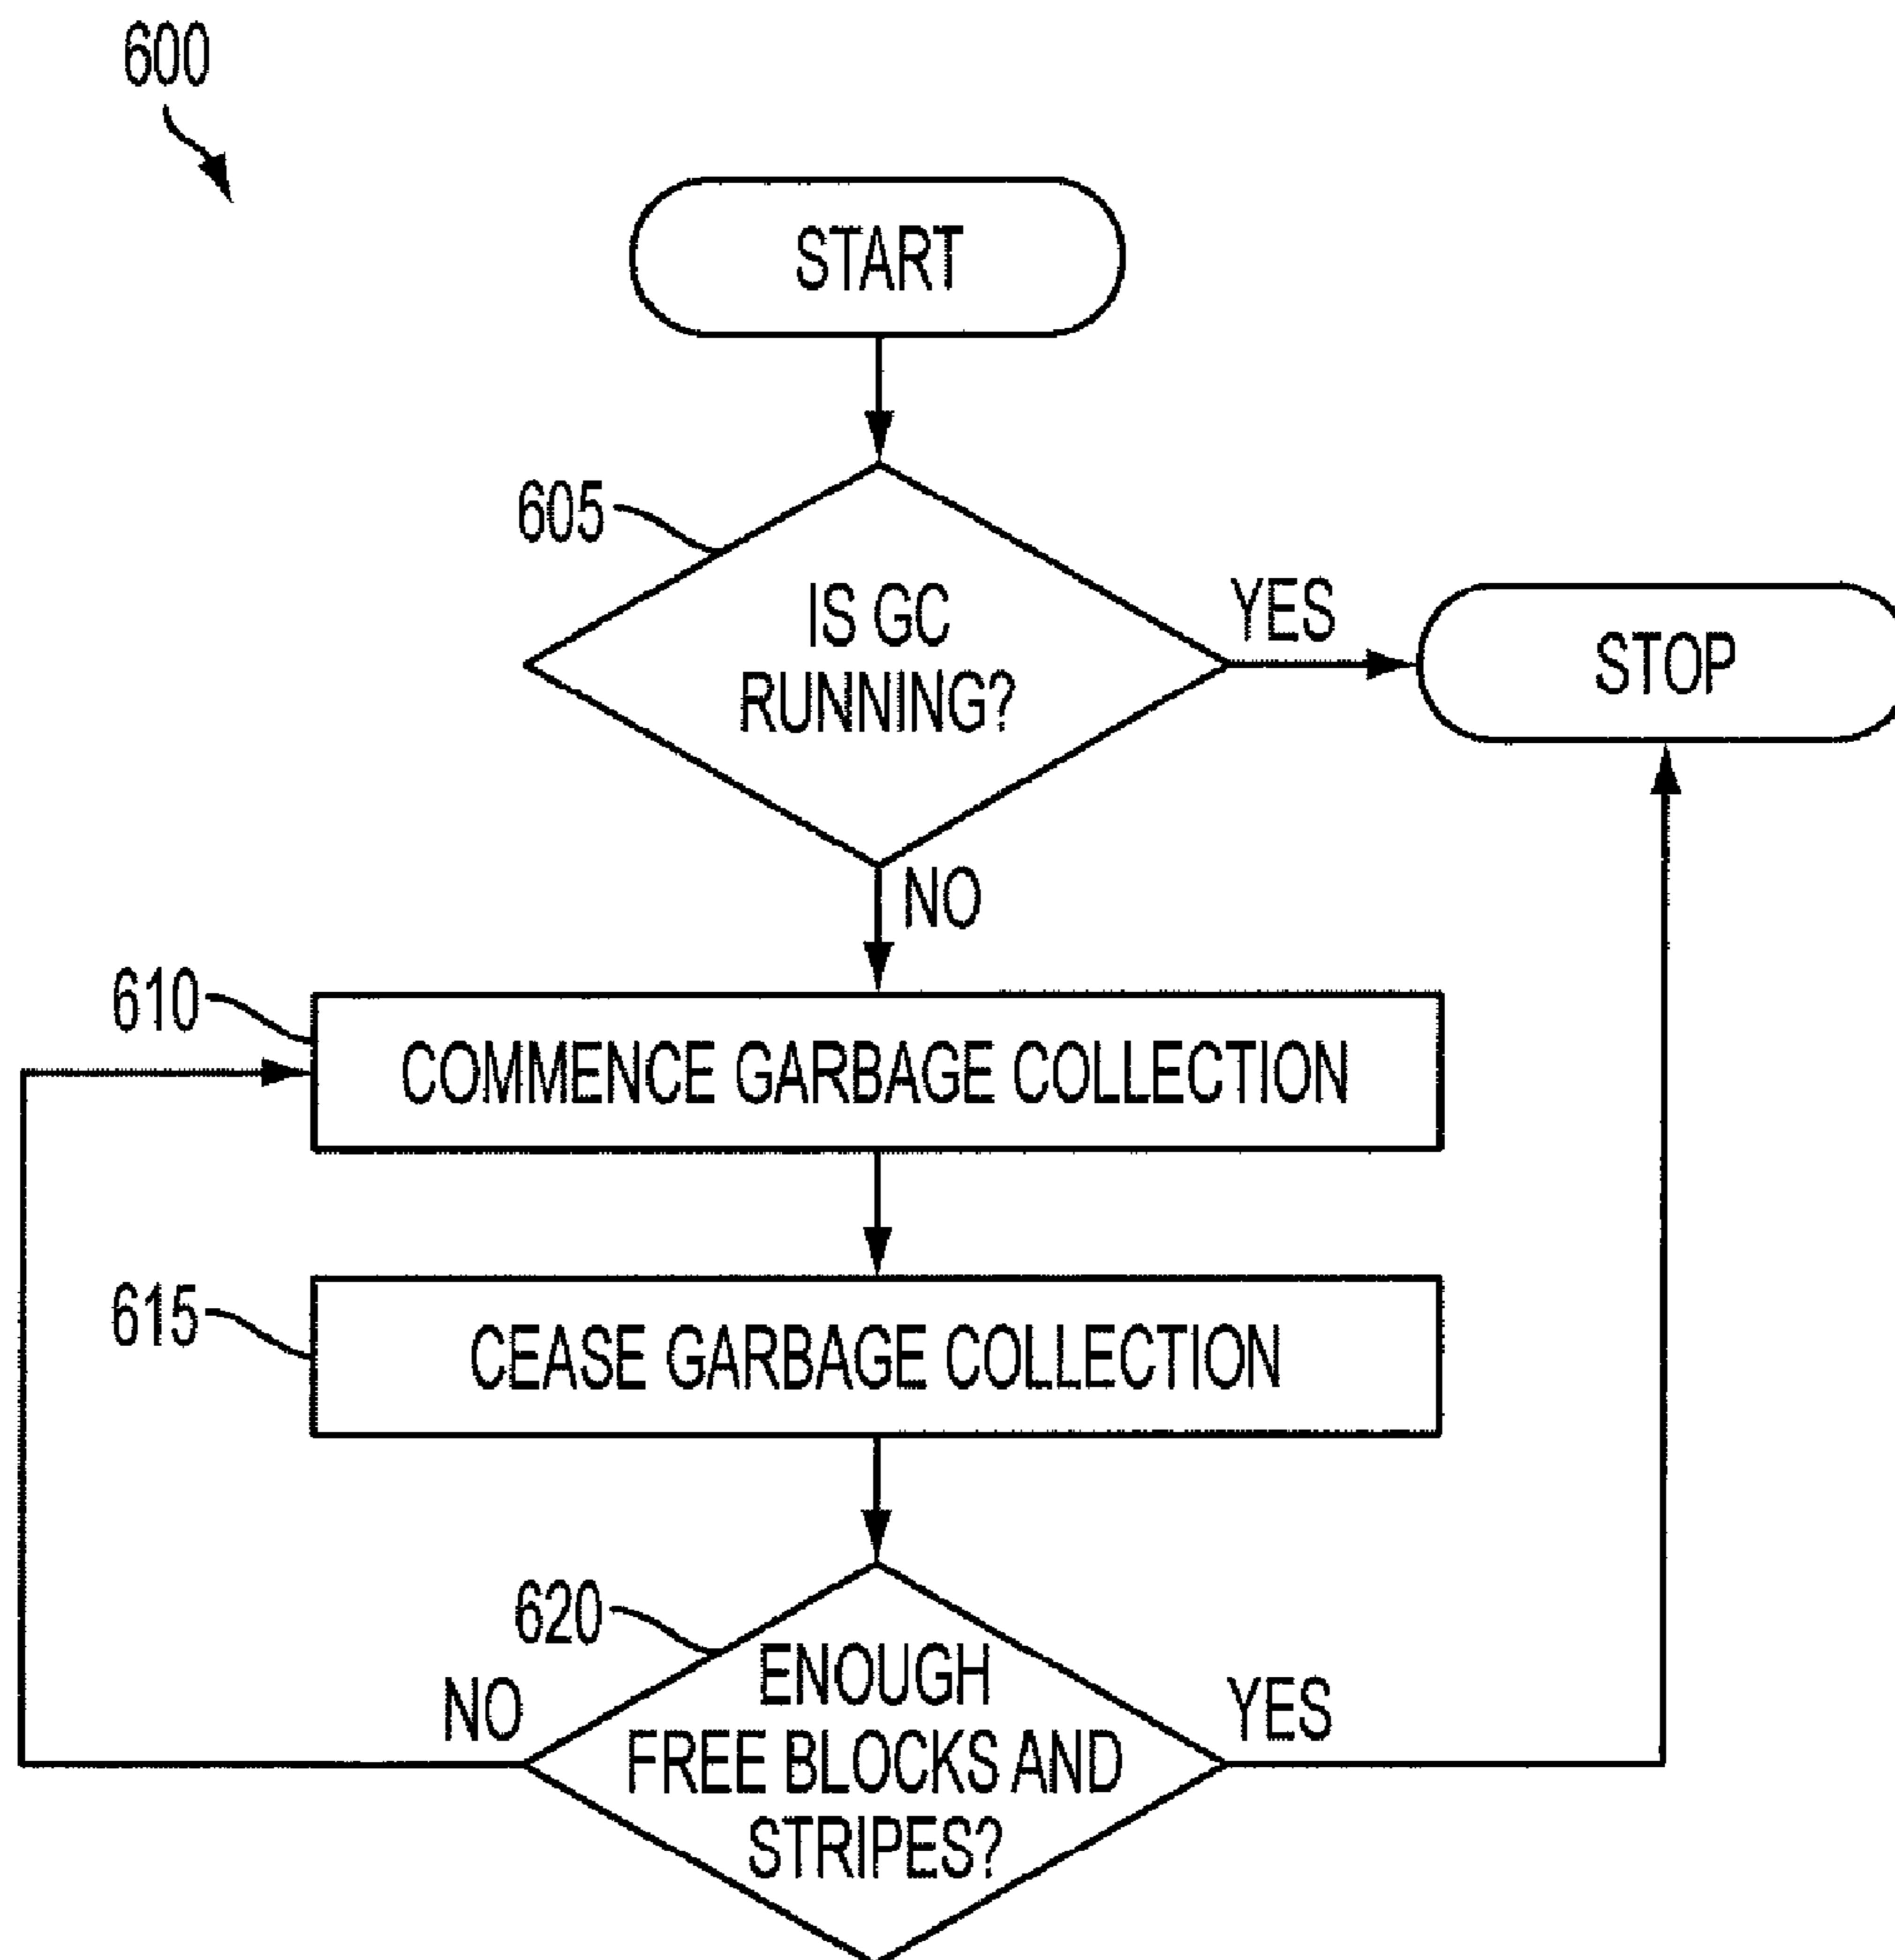 600
START
605
IS GC
RUNNING?
YES
STOP
NO
610
COMMENCE GARBAGE COLLECTION
615
CEASE GARBAGE COLLECTION
620
ENOUGH
FREE BLOCKS AND
STRIPES?
NO
YES